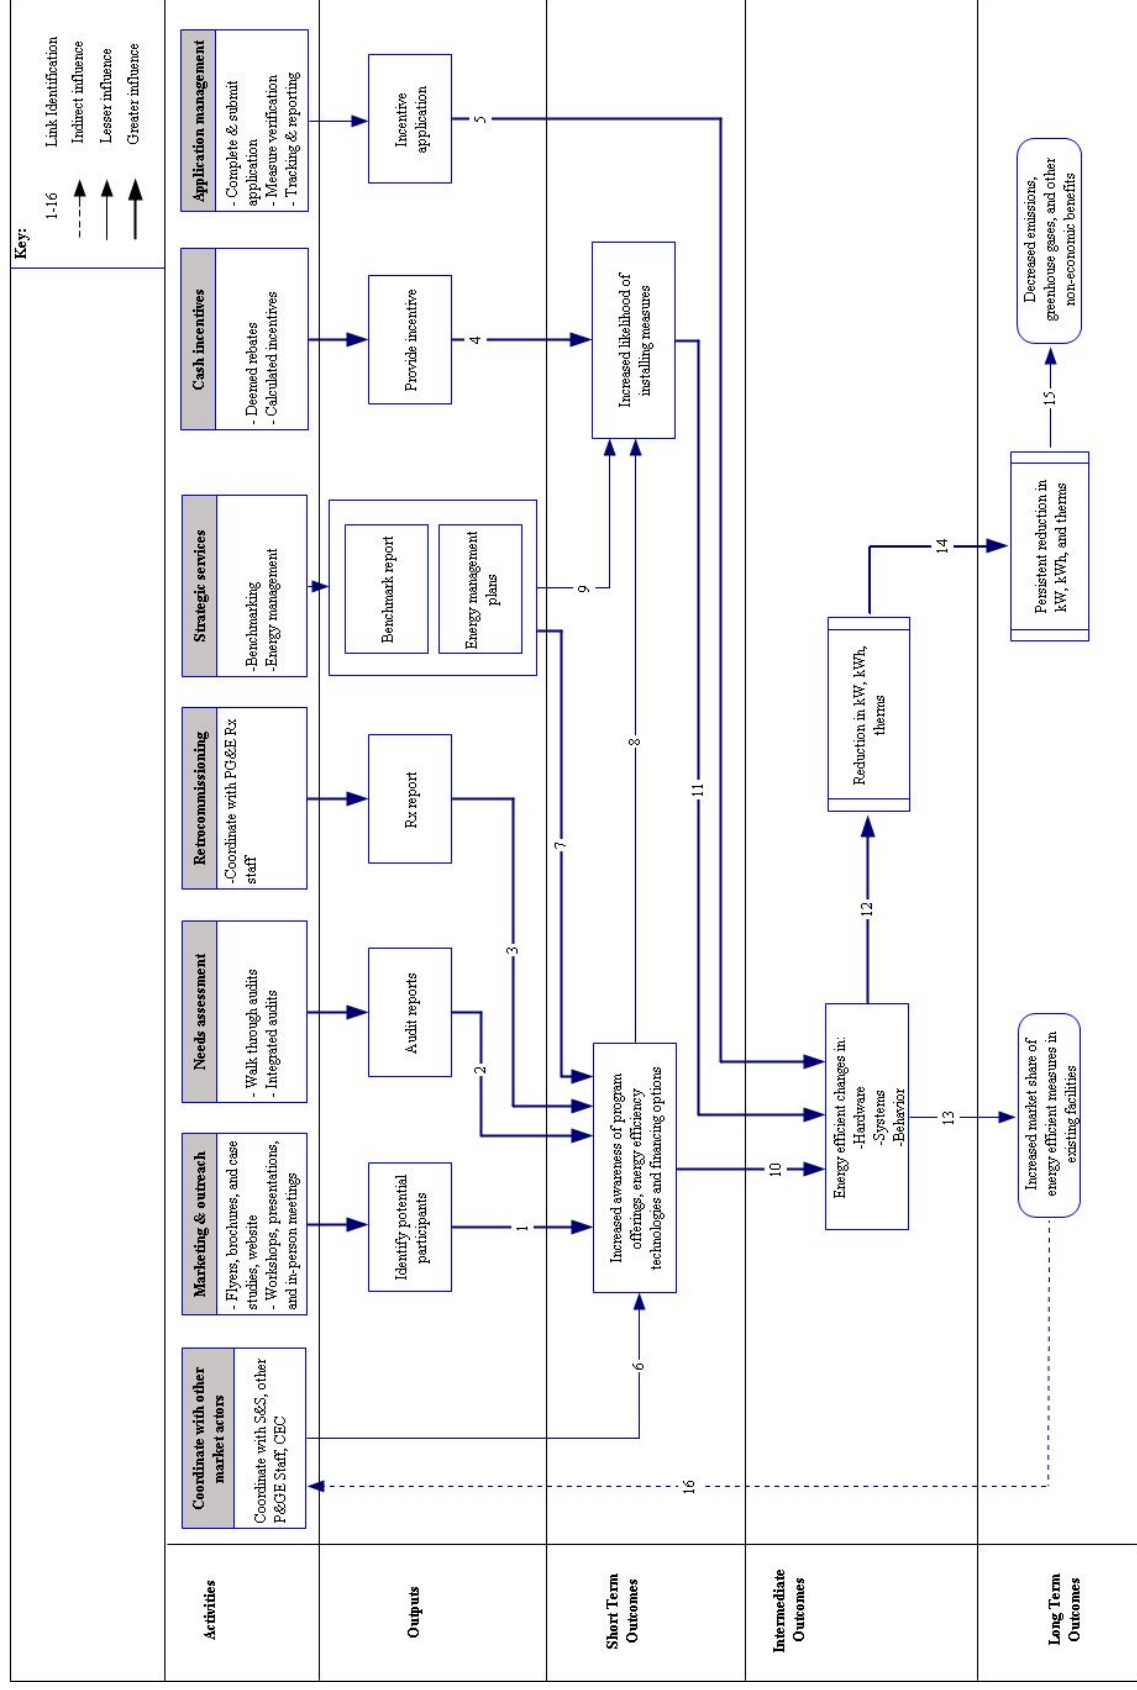 Key:
1-16 Link Identification
Indirect influence
Lesser influence
Greater influence
Activities
Coordinate with other
market actors
Coordinate with S&S, other
P&GE Staff, CEC
Marketing & outreach
- Flyers, brochures, and case
studies, website
- Workshops, presentations,
and in-person meetings
Needs assessment
- Walk through audits
- Integrated audits
Retrocommissioning
-Coordinate with PG&E Rx
staff
Strategic services
-Benchmarking
-Energy management
Cash incentives
- Deemed rebates
- Calculated incentives
Application management
- Complete & submit
application
- Measure verification
- Tracking & reporting
Outputs
Identify potential
participants
Audit reports
Rx report
Benchmark report
Energy management
plans
Provide incentive
Incentive
application
1
2
3
4
5
6
7
8
9
Short Term
Outcomes
Increased awareness of program
offerings, energy efficiency
technologies and financing options
Increased likelihood of
installing measures
10
11
16
Intermediate
Outcomes
Energy efficient changes in:
-Hardware
-Systems
-Behavior
12
Reduction in kW, kWh,
therms
13
14
Long Term
Outcomes
Increased market share of
energy efficient measures in
existing facilities
Persistent reduction in
kW, kWh, and therms
15
Decreased emissions,
greenhouse gases, and other
non-economic benefits